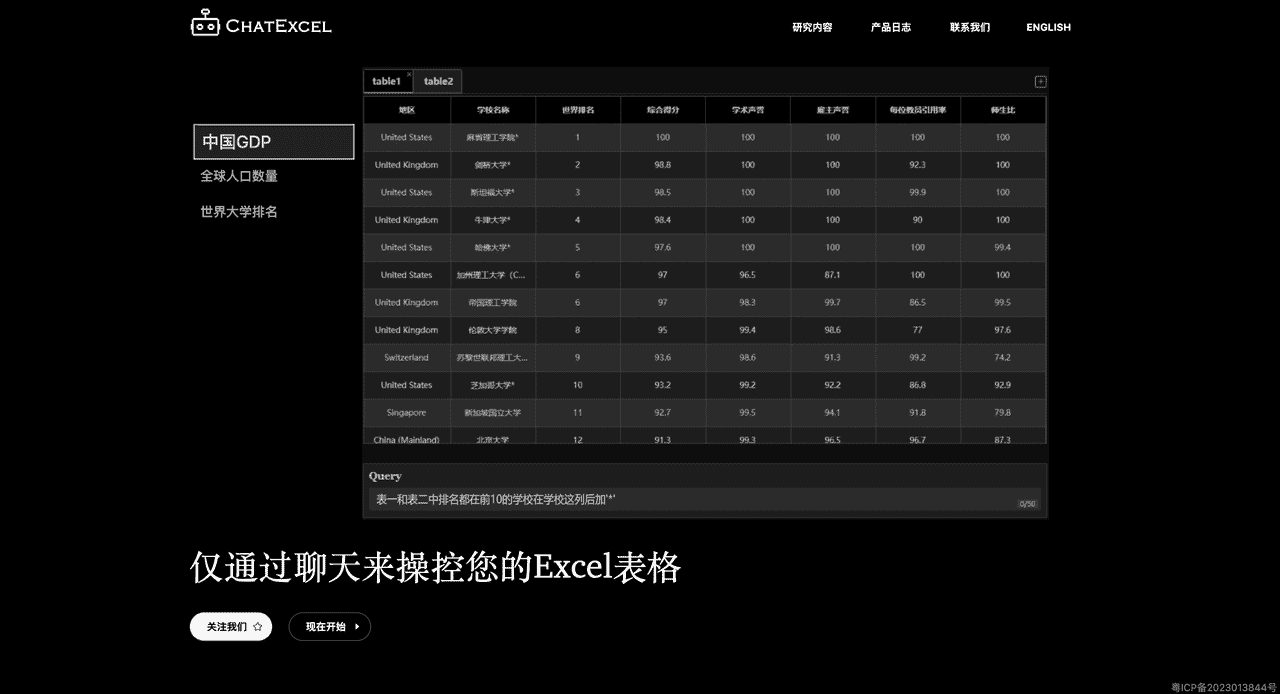 CHATEXCEL
研究内容 产品日志 联系我们 ENGLISH
table1 × table2 +
中国GDP
全球人口数量
世界大学排名
地区 学校名称 世界排名 综合得分 学术声誉 雇主声誉 每位教员引用率 师生比
United States 麻省理工学院* 1 100 100 100 100 100
United Kingdom 剑桥大学* 2 98.8 100 100 92.3 100
United States 斯坦福大学* 3 98.5 100 100 99.9 100
United Kingdom 牛津大学* 4 98.4 100 100 90 100
United States 哈佛大学* 5 97.6 100 100 100 99.4
United States 加州理工大学（C... 6 97 96.5 87.1 100 100
United Kingdom 帝国理工学院 6 97 98.3 99.7 86.5 99.5
United Kingdom 伦敦大学学院 8 95 99.4 98.6 77 97.6
Switzerland 苏黎世联邦理工大... 9 93.6 98.6 91.3 99.2 74.2
United States 芝加哥大学* 10 93.2 99.2 92.2 86.8 92.9
Singapore 新加坡国立大学 11 92.7 99.5 94.1 91.8 79.8
China (Mainland) 北京大学 12 91.3 99.3 96.5 96.7 87.3
Query
表一和表二中排名都在前10的学校在学校这列后加'*'
0/50
仅通过聊天来操控您的Excel表格
关注我们 现在开始
粤ICP备2023013844号